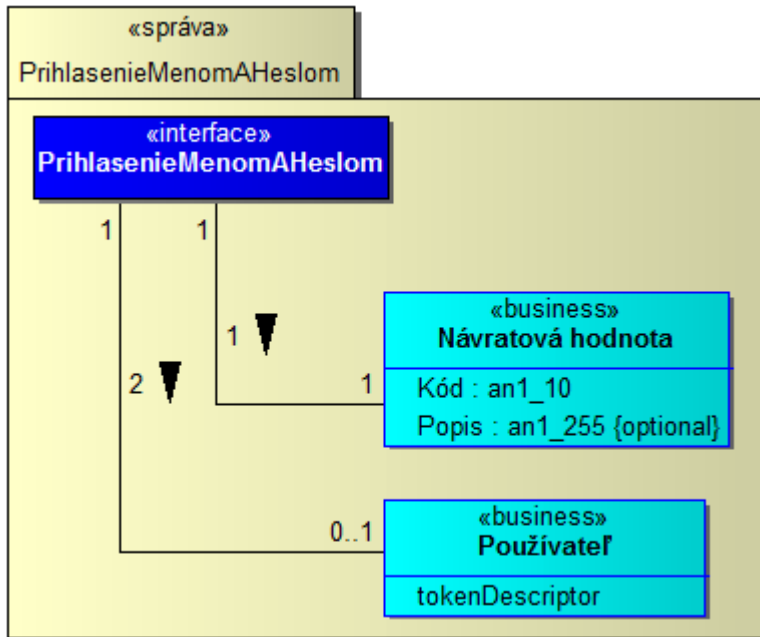 «správa»
PrihlasenieMenomAHeslom
«interface»
PrihlasenieMenomAHeslom
1
1
1
«business»
Návratová hodnota
Kód : an1_10
Popis : an1_255 {optional}
2
1
0..1
«business»
Používateľ
tokenDescriptor